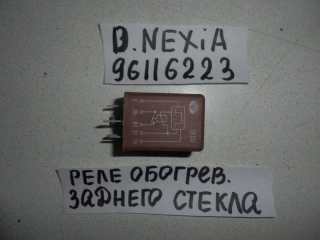 D. NEXiA
96116223
РЕЛЕ ОБОГРЕВ.
ЗАДНЕГО СТЕКЛА